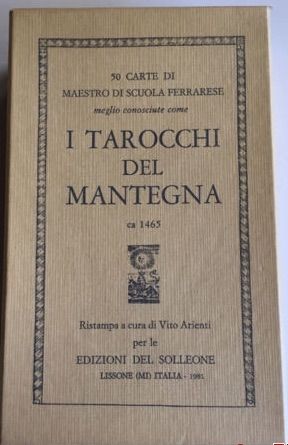 50 CARTE DI
MAESTRO DI SCUOLA FERRARESE
meglio conosciute come
I TAROCCHI
DEL
MANTEGNA
ca 1465
Ristampa a cura di Vito Arienti
per le
EDIZIONI DEL SOLLEONE
LISSONE (MI) ITALIA - 1981